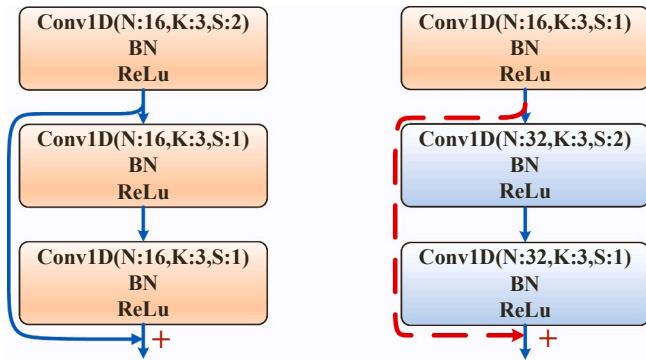 Conv1D(N:16,K:3,S:2)
BN
ReLu
Conv1D(N:16,K:3,S:1)
BN
ReLu
Conv1D(N:16,K:3,S:1)
BN
ReLu
+
Conv1D(N:16,K:3,S:1)
BN
ReLu
Conv1D(N:32,K:3,S:2)
BN
ReLu
Conv1D(N:32,K:3,S:1)
BN
ReLu
+